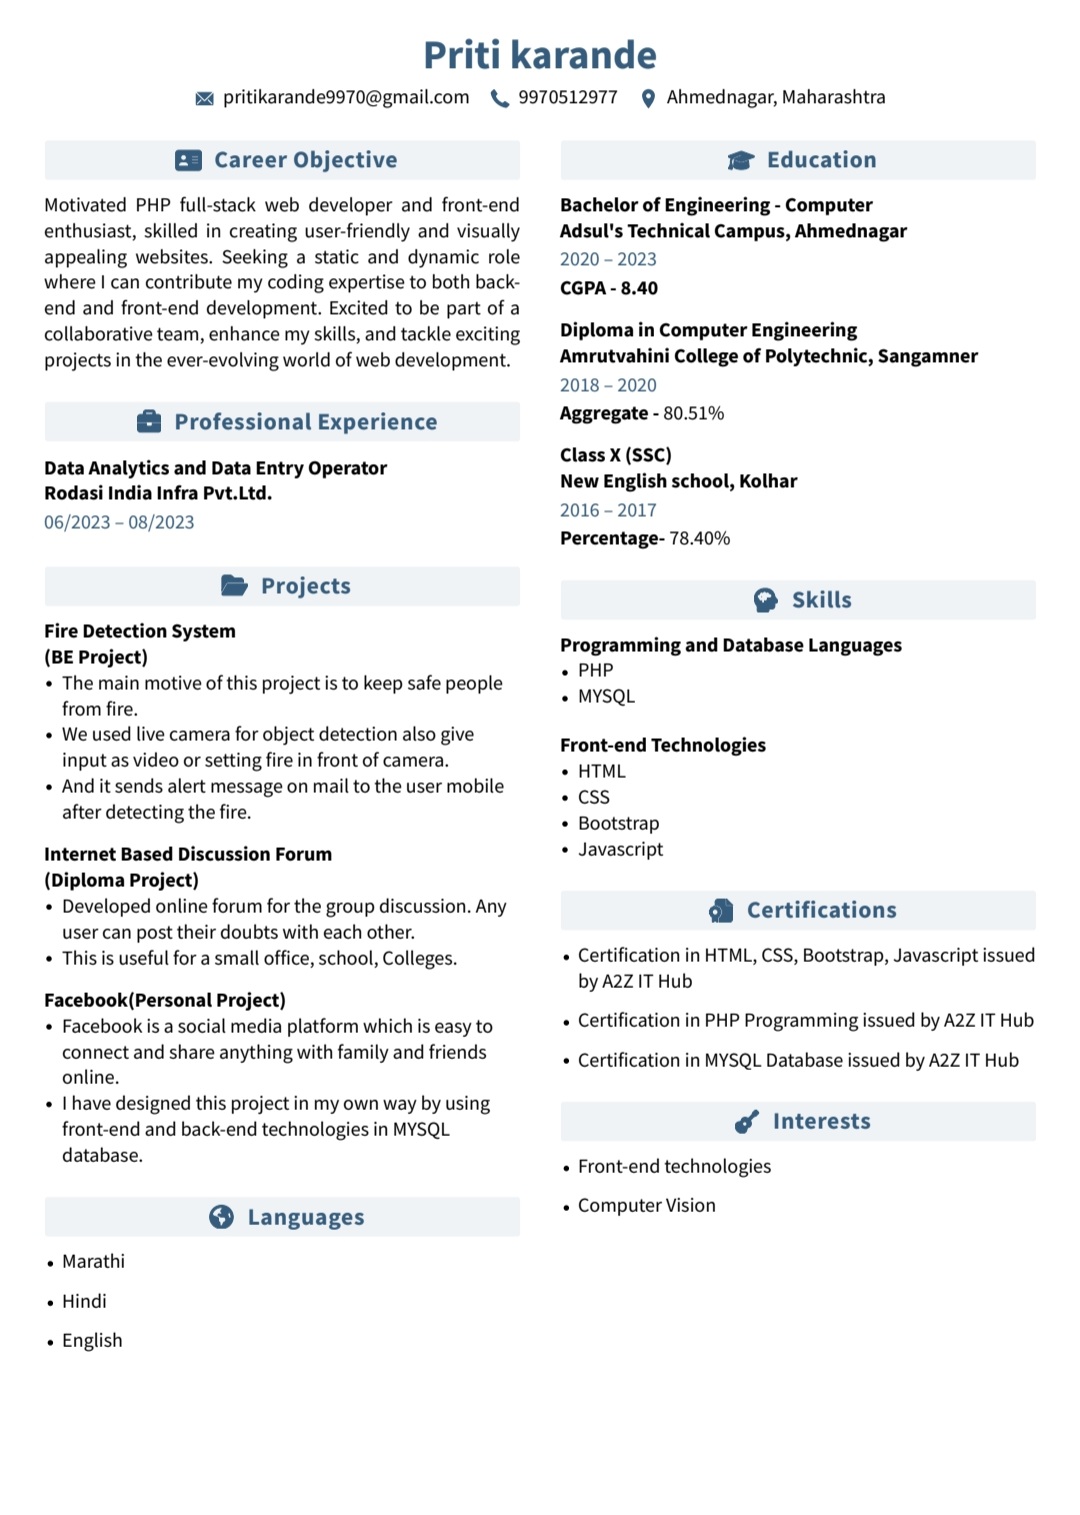 Priti karande
pritikarande9970@gmail.com 9970512977 Ahmednagar, Maharashtra
Career Objective
Motivated PHP full-stack web developer and front-end
enthusiast, skilled in creating user-friendly and visually
appealing websites. Seeking a static and dynamic role
where I can contribute my coding expertise to both back-
end and front-end development. Excited to be part of a
collaborative team, enhance my skills, and tackle exciting
projects in the ever-evolving world of web development.
Professional Experience
Data Analytics and Data Entry Operator
Rodasi India Infra Pvt.Ltd.
06/2023 – 08/2023
Projects
Fire Detection System
(BE Project)
• The main motive of this project is to keep safe people
from fire.
• We used live camera for object detection also give
input as video or setting fire in front of camera.
• And it sends alert message on mail to the user mobile
after detecting the fire.
Internet Based Discussion Forum
(Diploma Project)
• Developed online forum for the group discussion. Any
user can post their doubts with each other.
• This is useful for a small office, school, Colleges.
Facebook(Personal Project)
• Facebook is a social media platform which is easy to
connect and share anything with family and friends
online.
• I have designed this project in my own way by using
front-end and back-end technologies in MYSQL
database.
Languages
• Marathi
• Hindi
• English
Education
Bachelor of Engineering - Computer
Adsul's Technical Campus, Ahmednagar
2020 – 2023
CGPA - 8.40
Diploma in Computer Engineering
Amrutvahini College of Polytechnic, Sangamner
2018 – 2020
Aggregate - 80.51%
Class X (SSC)
New English school, Kolhar
2016 – 2017
Percentage- 78.40%
Skills
Programming and Database Languages
• PHP
• MYSQL
Front-end Technologies
• HTML
• CSS
• Bootstrap
• Javascript
Certifications
• Certification in HTML, CSS, Bootstrap, Javascript issued
by A2Z IT Hub
• Certification in PHP Programming issued by A2Z IT Hub
• Certification in MYSQL Database issued by A2Z IT Hub
Interests
• Front-end technologies
• Computer Vision